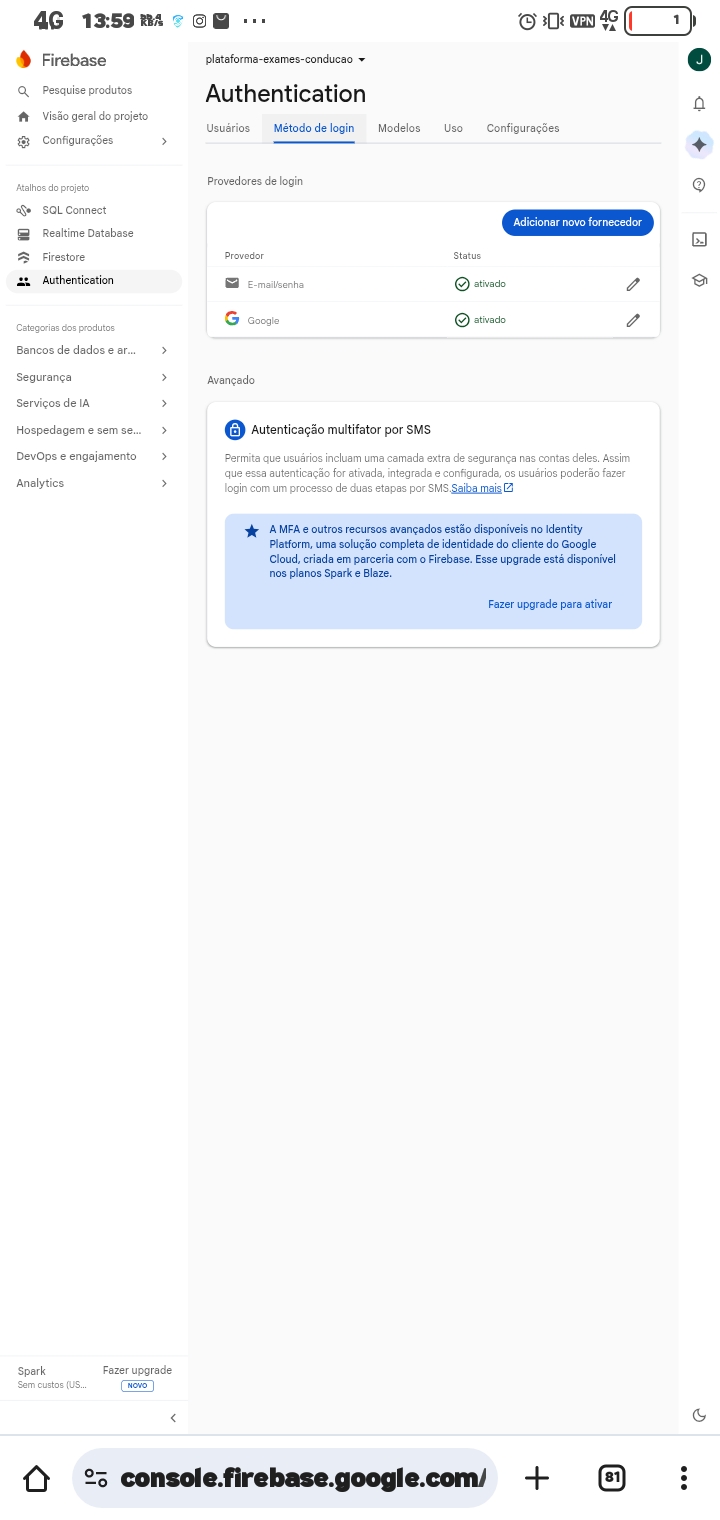 4G 13:59 KB/s VPN 4G 1
Firebase
Pesquise produtos
Visão geral do projeto
Configurações
Atalhos do projeto
SQL Connect
Realtime Database
Firestore
Authentication
Categorias dos produtos
Bancos de dados e ar...
Segurança
Serviços de IA
Hospedagem e sem se...
DevOps e engajamento
Analytics
Spark
Sem custos (US...
Fazer upgrade
NOVO
plataforma-exames-conducao
J
Authentication
Usuários Método de login Modelos Uso Configurações
Provedores de login
Adicionar novo fornecedor
Provedor Status
E-mail/senha ativado
Google ativado
Avançado
Autenticação multifator por SMS
Permita que usuários incluam uma camada extra de segurança nas contas deles. Assim
que essa autenticação for ativada, integrada e configurada, os usuários poderão fazer
login com um processo de duas etapas por SMS.Saiba mais
A MFA e outros recursos avançados estão disponíveis no Identity
Platform, uma solução completa de identidade do cliente do Google
Cloud, criada em parceria com o Firebase. Esse upgrade está disponível
nos planos Spark e Blaze.
Fazer upgrade para ativar
console.firebase.google.com/
81